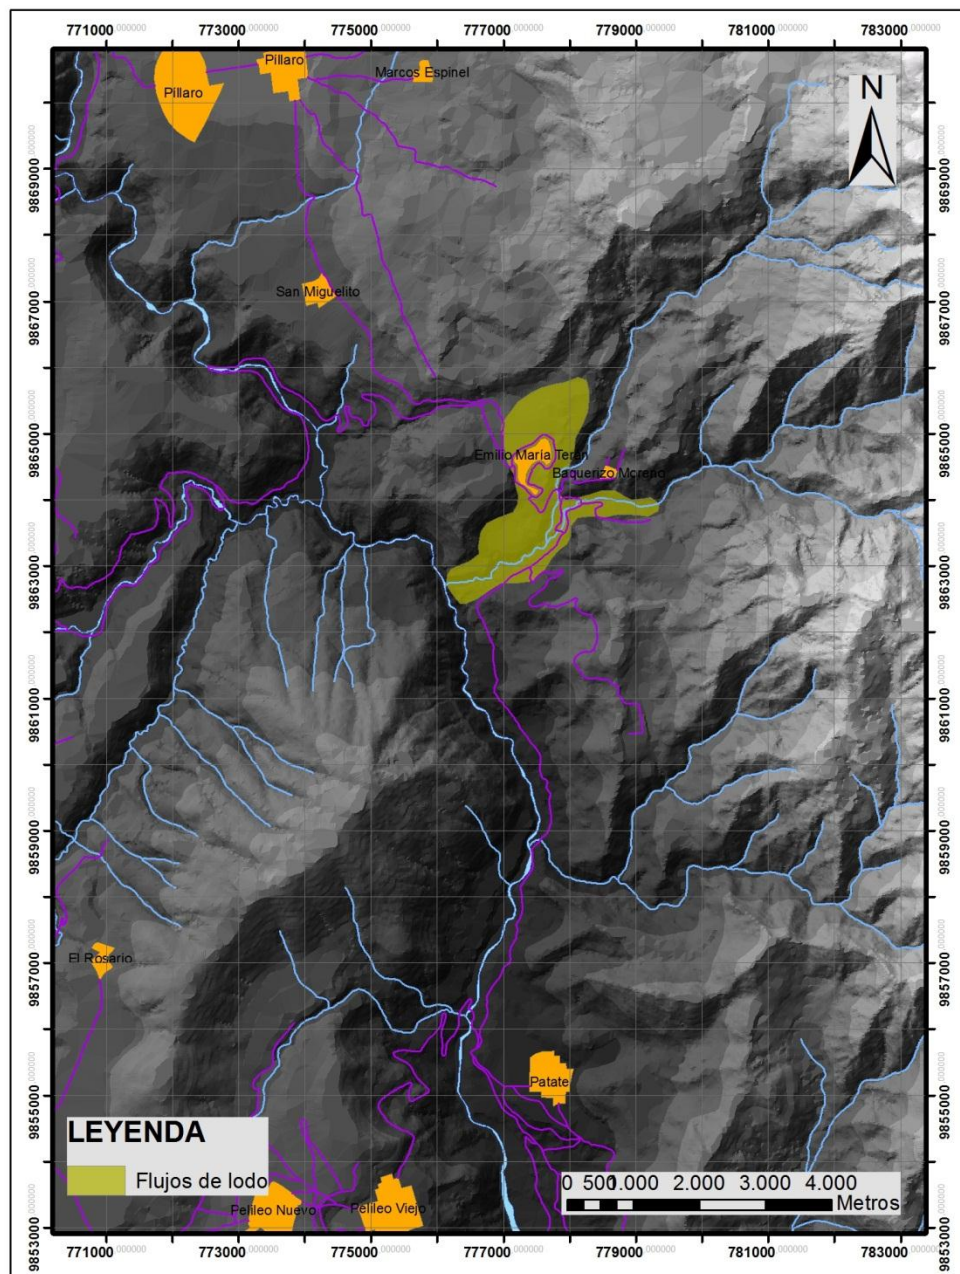 771000.000000 773000.000000 775000.000000 777000.000000 779000.000000 781000.000000 783000.000000
Pillaro
Pillaro
Marcos Espinel
N
9869000.000000
9869000.000000
San Miguelito
9867000.000000
9867000.000000
9865000.000000
9865000.000000
Emilio María Terán
Baquerizo Moreno
9863000.000000
9863000.000000
9861000.000000
9861000.000000
9859000.000000
9859000.000000
El Rosario
9857000.000000
9857000.000000
Patate
9855000.000000
9855000.000000
LEYENDA
Flujos de lodo
0 500 1.000 2.000 3.000 4.000
Metros
Pelileo Nuevo
Pelileo Viejo
9853000.000000
9853000.000000
771000.000000 773000.000000 775000.000000 777000.000000 779000.000000 781000.000000 783000.000000